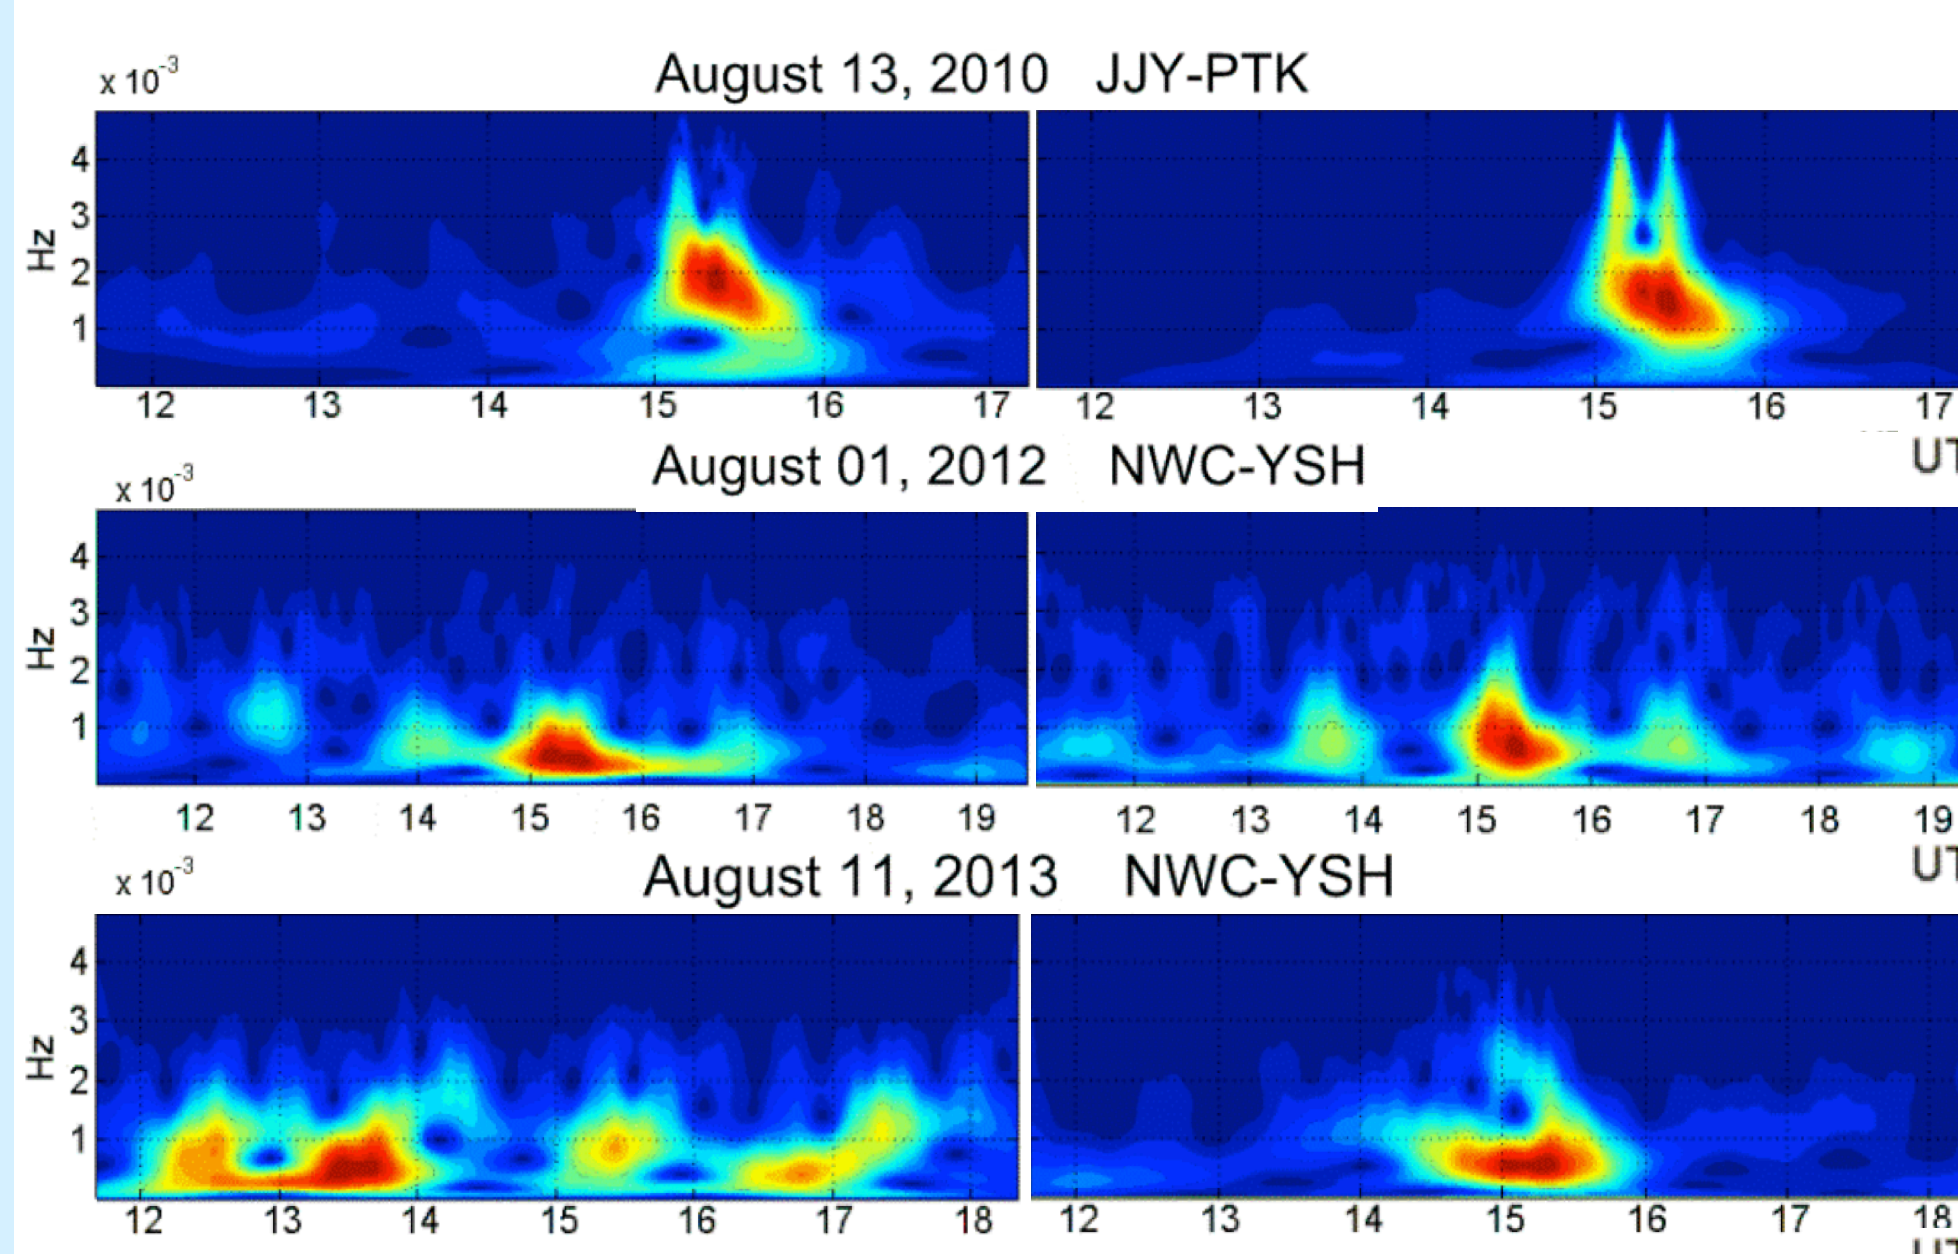 x 10-3 August 13, 2010 JJY-PTK
4
3
Hz
2
1
12 13 14 15 16 17 12 13 14 15 16 17
UT
x 10-3 August 01, 2012 NWC-YSH
4
3
Hz
2
1
12 13 14 15 16 17 18 19 12 13 14 15 16 17 18 19
UT
x 10-3 August 11, 2013 NWC-YSH
4
3
Hz
2
1
12 13 14 15 16 17 18 12 13 14 15 16 17 18
UT